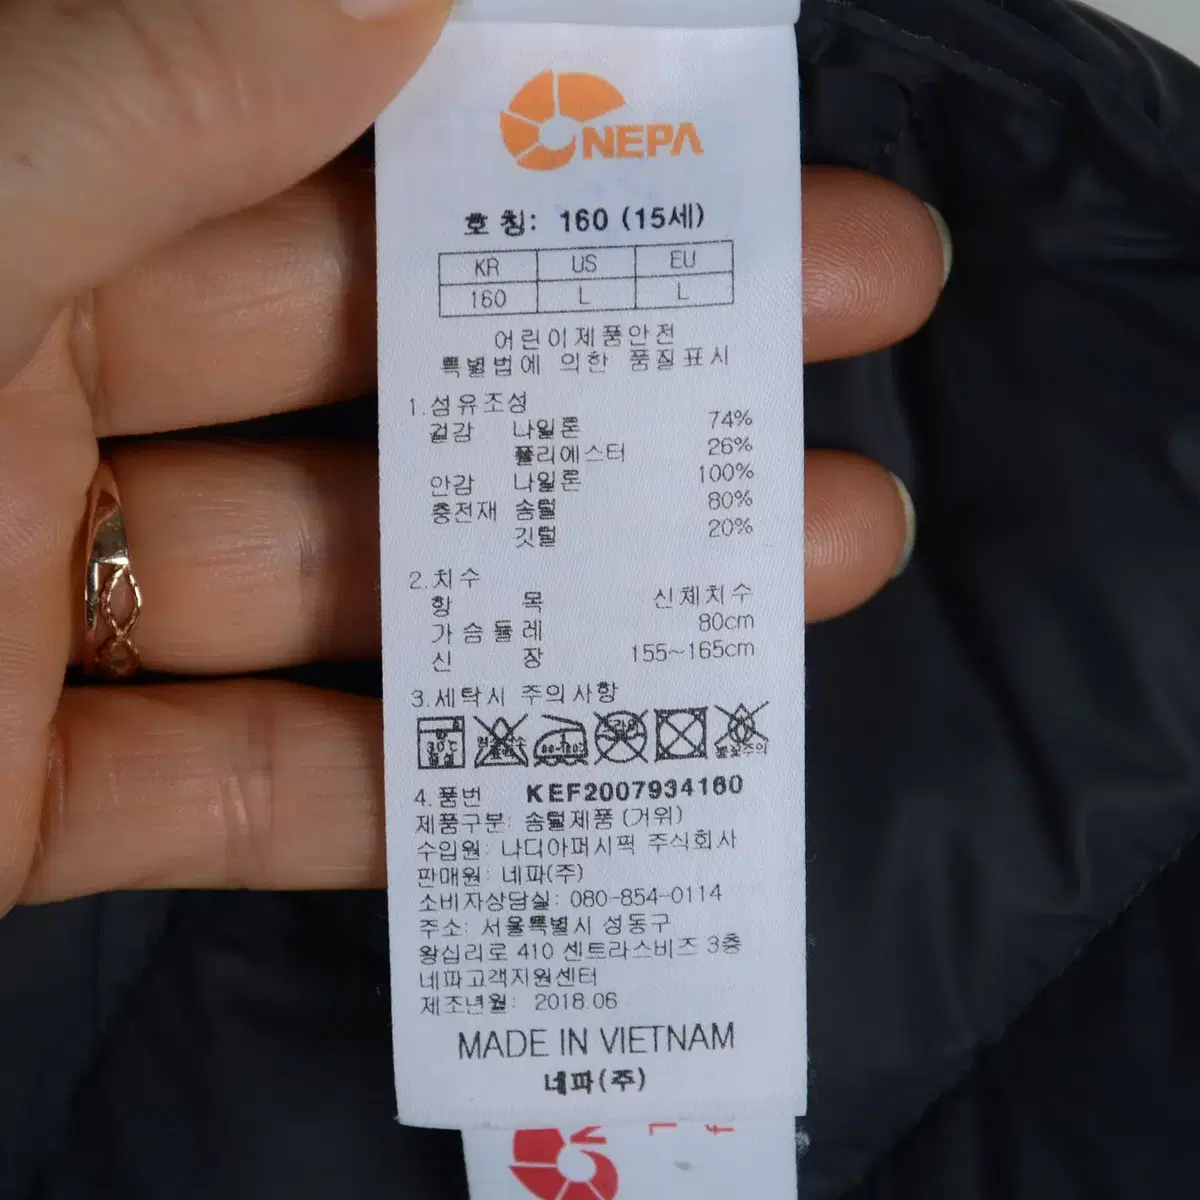 NEPA
호 칭: 160 (15세)
KR US EU
160 L L
어린이제품안전
특별법에 의한 품질표시
1.섬유조성
겉감 나일론 74%
폴리에스터 26%
안감 나일론 100%
충전재 솜털 80%
깃털 20%
2.치수
항 목 신체치수
가슴둘레 80cm
신 장 155~165cm
3.세탁시 주의사항
30℃
4.품번 KEF2007934160
제품구분: 솜털제품 (거위)
수입원: 나디아퍼시픽 주식회사
판매원: 네파(주)
소비자상담실: 080-854-0114
주소: 서울특별시 성동구
왕십리로 410 센트라스비즈 3층
네파고객지원센터
제조년월: 2018.06
MADE IN VIETNAM
네파(주)